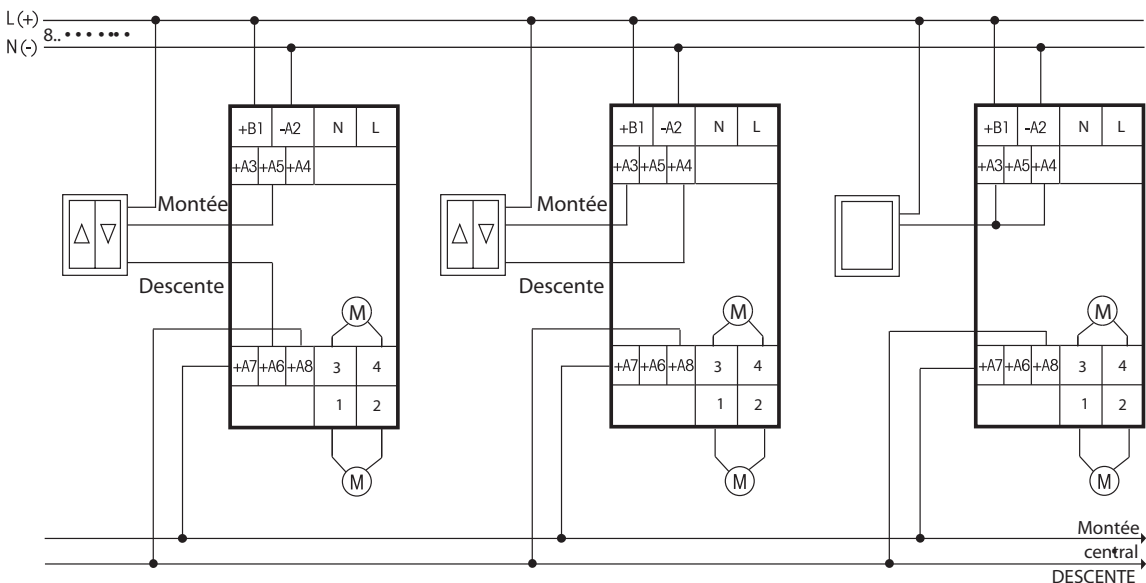 L (+)
8..
N (-)
+B1 -A2 N L
+A3 +A5 +A4
Montée
Descente
M
+A7 +A6 +A8 3 4
1 2
M
+B1 -A2 N L
+A3 +A5 +A4
Montée
Descente
M
+A7 +A6 +A8 3 4
1 2
M
+B1 -A2 N L
+A3 +A5 +A4
M
+A7 +A6 +A8 3 4
1 2
M
Montée
central
DESCENTE